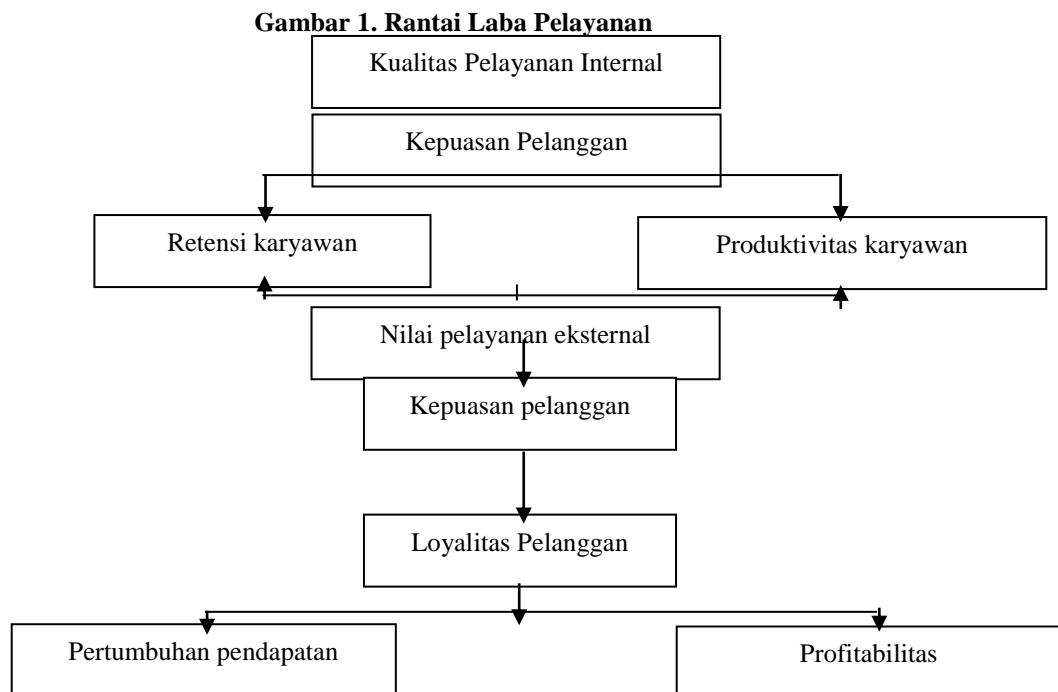 Gambar 1. Rantai Laba Pelayanan
Kualitas Pelayanan Internal
Kepuasan Pelanggan
Retensi karyawan
Produktivitas karyawan
Nilai pelayanan eksternal
Kepuasan pelanggan
Loyalitas Pelanggan
Pertumbuhan pendapatan
Profitabilitas